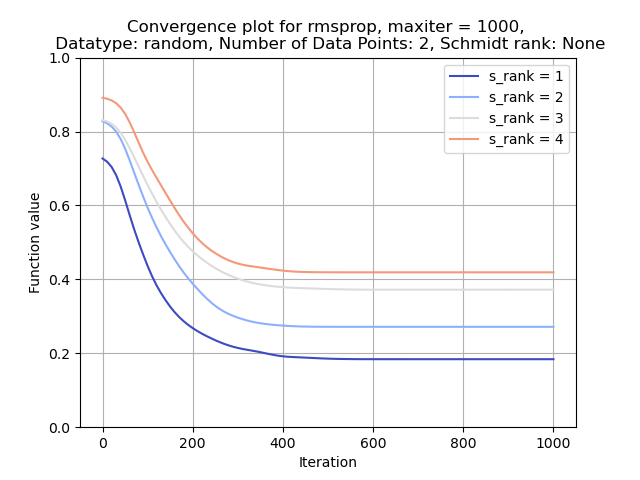 Convergence plot for rmsprop, maxiter = 1000,
Datatype: random, Number of Data Points: 2, Schmidt rank: None
s_rank = 1
s_rank = 2
s_rank = 3
s_rank = 4
Function value
1.0
0.8
0.6
0.4
0.2
0.0
0 200 400 600 800 1000
Iteration